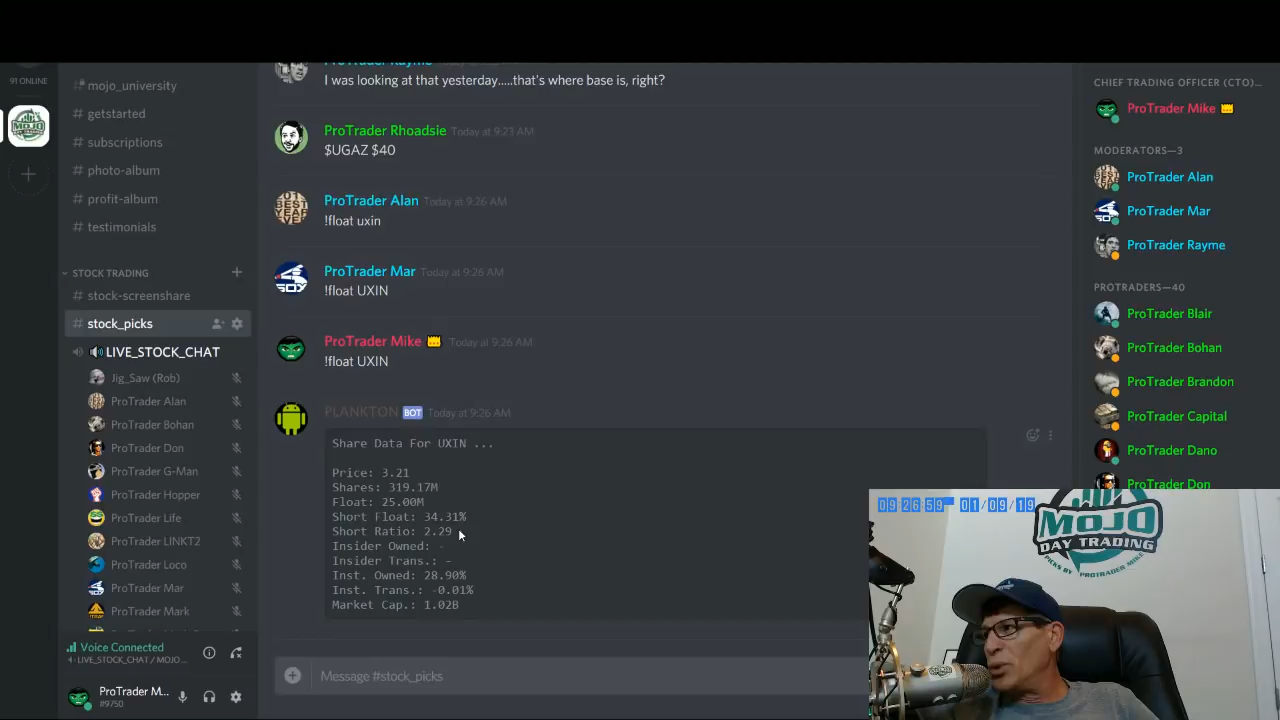 91 ONLINE
# mojo_university
# getstarted
# subscriptions
# photo-album
# profit-album
# testimonials
STOCK TRADING
# stock-screenshare
# stock_picks
LIVE_STOCK_CHAT
Jig_Saw (Rob)
ProTrader Alan
ProTrader Bohan
ProTrader Don
ProTrader G-Man
ProTrader Hopper
ProTrader Life
ProTrader LINKT2
ProTrader Loco
ProTrader Mar
ProTrader Mark
Voice Connected
LIVE_STOCK_CHAT / MOJO...
ProTrader M...
#9750
ProTrader Rayme
I was looking at that yesterday.....that's where base is, right?
ProTrader Rhoadsie Today at 9:23 AM
$UGAZ $40
ProTrader Alan Today at 9:26 AM
!float uxin
ProTrader Mar Today at 9:26 AM
!float UXIN
ProTrader Mike Today at 9:26 AM
!float UXIN
PLANKTON BOT Today at 9:26 AM
Share Data For UXIN ...
Price: 3.21
Shares: 319.17M
Float: 25.00M
Short Float: 34.31%
Short Ratio: 2.29
Insider Owned: -
Insider Trans.: -
Inst. Owned: 28.90%
Inst. Trans.: -0.01%
Market Cap.: 1.02B
Message #stock_picks
CHIEF TRADING OFFICER (CTO)...
ProTrader Mike
MODERATORS—3
ProTrader Alan
ProTrader Mar
ProTrader Rayme
PROTRADERS—40
ProTrader Blair
ProTrader Bohan
ProTrader Brandon
ProTrader Capital
ProTrader Dano
ProTrader Don
09:26:59 01/09/19
MOJO
DAY TRADING
PICKS BY PROTRADER MIKE